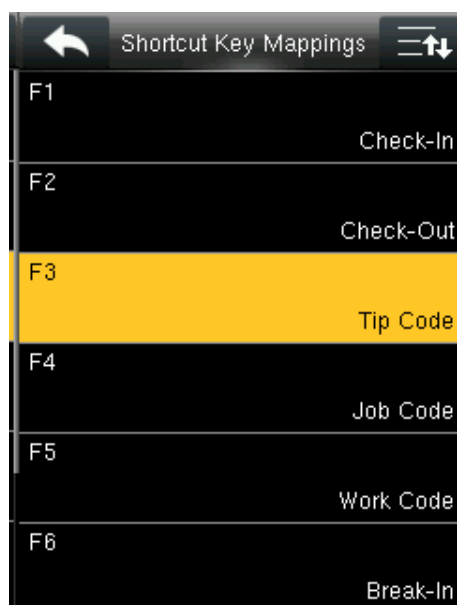 Shortcut Key Mappings
F1
Check-In
F2
Check-Out
F3
Tip Code
F4
Job Code
F5
Work Code
F6
Break-In